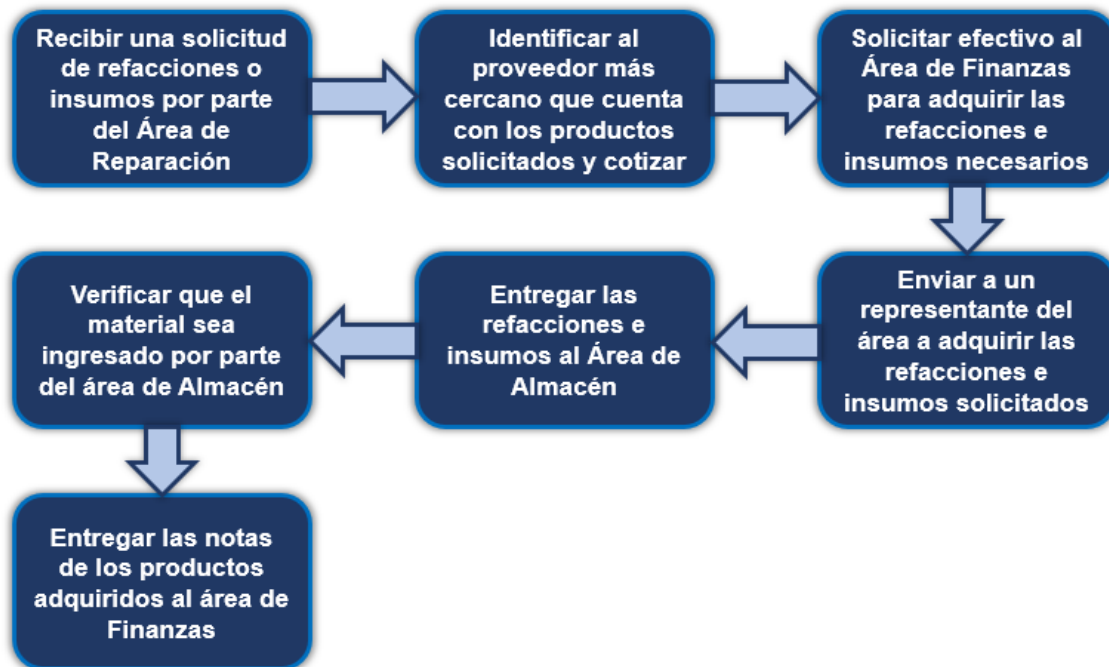 Recibir una solicitud
de refacciones o
insumos por parte
del Área de
Reparación
Identificar al
proveedor más
cercano que cuenta
con los productos
solicitados y cotizar
Solicitar efectivo al
Área de Finanzas
para adquirir las
refacciones e
insumos necesarios
Enviar a un
representante del
área a adquirir las
refacciones e
insumos solicitados
Entregar las
refacciones e
insumos al Área de
Almacén
Verificar que el
material sea
ingresado por parte
del área de Almacén
Entregar las notas
de los productos
adquiridos al área de
Finanzas